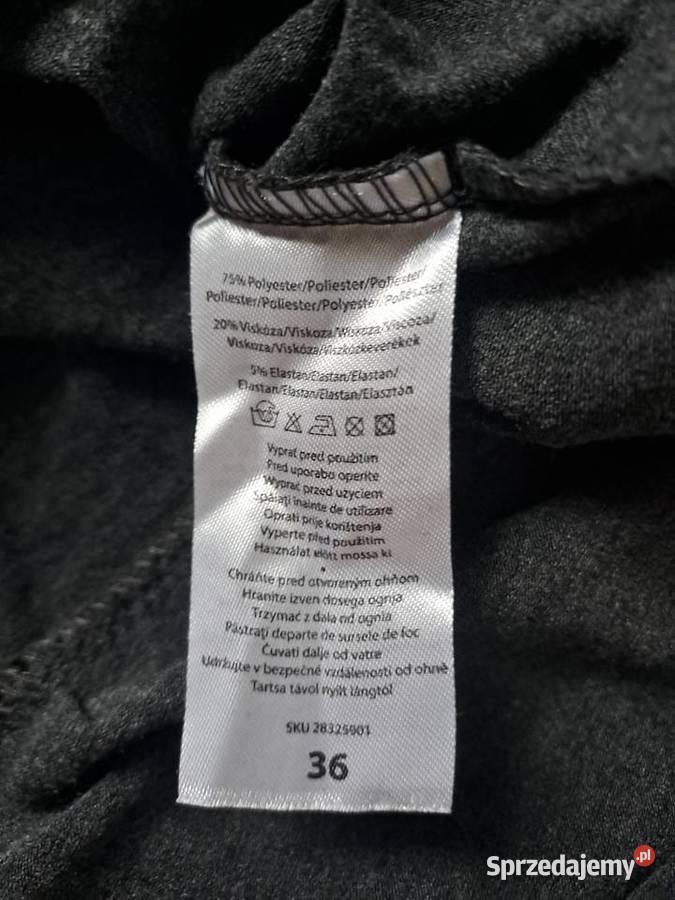 75% Polyester/Poliester/Poliester/
Poliester/Poliester/Polyester/Poliészter
20% Viskóza/Viskoza/Wiskoza/Viscoza/
Viskoza/Viskóza/Viszkózkeverékek
5% Elastan/Elastan/Elastan/
Elastan/Elastan/Elastan/Elasztán
Vyprať pred použitím
Pred uporabo operite
Wyprać przed użyciem
Spălați înainte de utilizare
Oprati prije korištenja
Vyperte před použitím
Használat előtt mossa ki
Chráňte pred otvoreným ohňom
Hranite izven dosega ognja
Trzymać z dala od ognia
Păstrați departe de sursele de foc
Čuvati dalje od vatre
Udržujte v bezpečné vzdálenosti od ohně
Tartsa távol nyílt lángtól
SKU 28325901
36
Sprzedajemy.pl